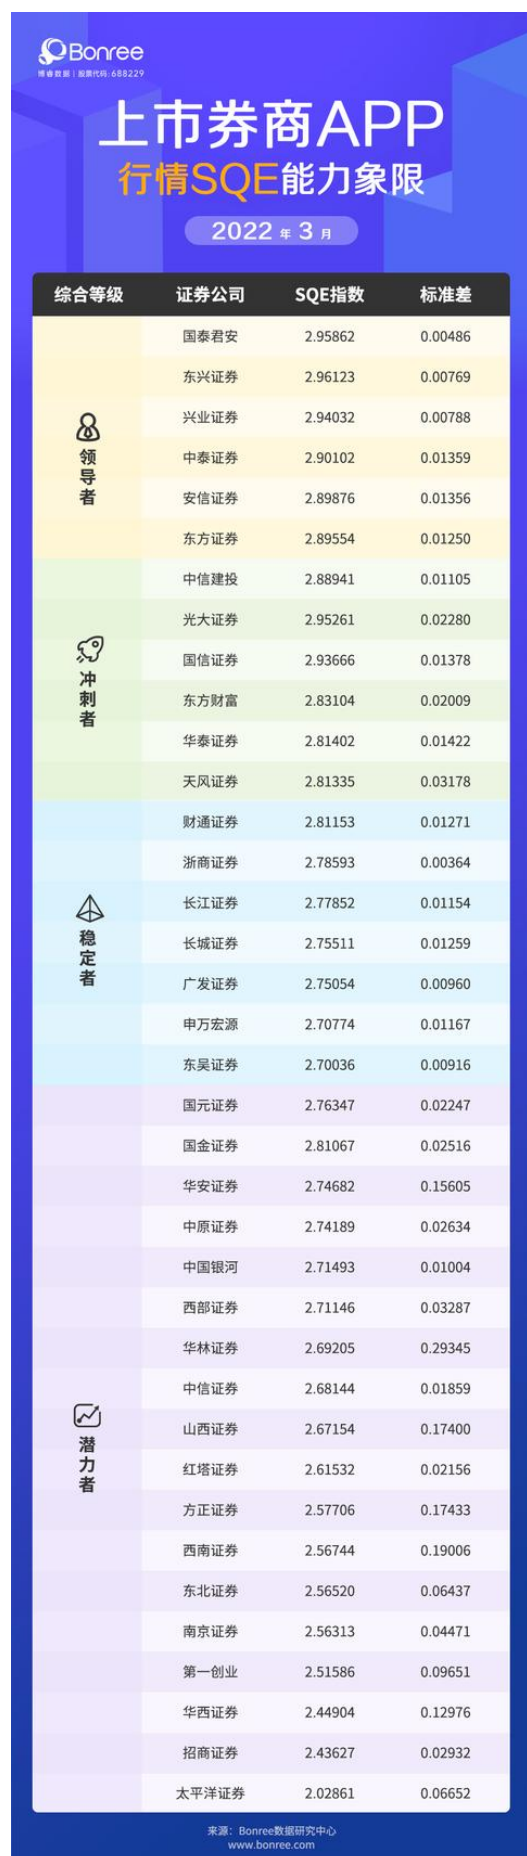 Bonree
博睿数据 | 股票代码:688229
上市券商APP
行情SQE能力象限
2022 年 3 月
综合等级 证券公司 SQE指数 标准差
领导者
国泰君安 2.95862 0.00486
东兴证券 2.96123 0.00769
兴业证券 2.94032 0.00788
中泰证券 2.90102 0.01359
安信证券 2.89876 0.01356
东方证券 2.89554 0.01250
冲刺者
中信建投 2.88941 0.01105
光大证券 2.95261 0.02280
国信证券 2.93666 0.01378
东方财富 2.83104 0.02009
华泰证券 2.81402 0.01422
天风证券 2.81335 0.03178
稳定者
财通证券 2.81153 0.01271
浙商证券 2.78593 0.00364
长江证券 2.77852 0.01154
长城证券 2.75511 0.01259
广发证券 2.75054 0.00960
申万宏源 2.70774 0.01167
东吴证券 2.70036 0.00916
潜力者
国元证券 2.76347 0.02247
国金证券 2.81067 0.02516
华安证券 2.74682 0.15605
中原证券 2.74189 0.02634
中国银河 2.71493 0.01004
西部证券 2.71146 0.03287
华林证券 2.69205 0.29345
中信证券 2.68144 0.01859
山西证券 2.67154 0.17400
红塔证券 2.61532 0.02156
方正证券 2.57706 0.17433
西南证券 2.56744 0.19006
东北证券 2.56520 0.06437
南京证券 2.56313 0.04471
第一创业 2.51586 0.09651
华西证券 2.44904 0.12976
招商证券 2.43627 0.02932
太平洋证券 2.02861 0.06652
来源：Bonree数据研究中心
www.bonree.com